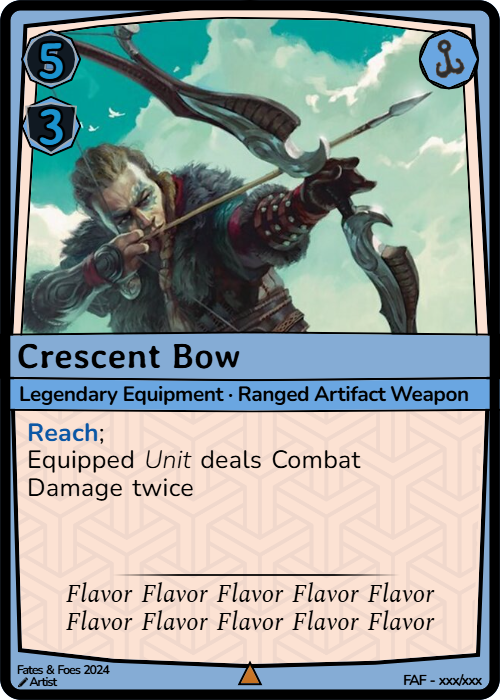 5
3
Crescent Bow
Legendary Equipment · Ranged Artifact Weapon
Reach;
Equipped Unit deals Combat
Damage twice
Flavor Flavor Flavor Flavor Flavor
Flavor Flavor Flavor Flavor Flavor
Fates & Foes 2024
Artist
FAF - xxx/xxx